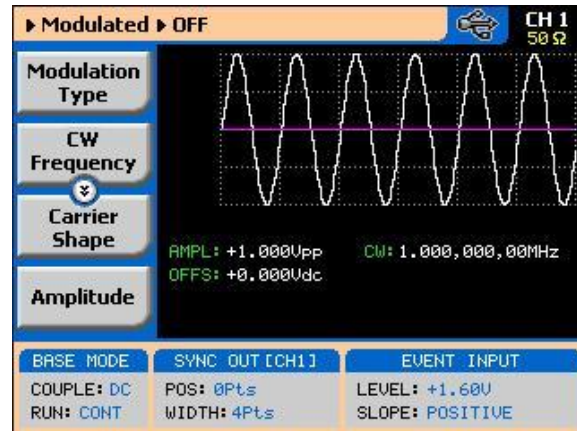 ▸ Modulated ▸ OFF
CH 1
50 Ω
Modulation
Type
CW
Frequency
Carrier
Shape
Amplitude
AMPL: +1.000Vpp
CW: 1.000,000,00MHz
OFFS: +0.000Vdc
BASE MODE
COUPLE: DC
RUN: CONT
SYNC OUT [CH1]
POS: 0Pts
WIDTH: 4Pts
EVENT INPUT
LEVEL: +1.60V
SLOPE: POSITIVE